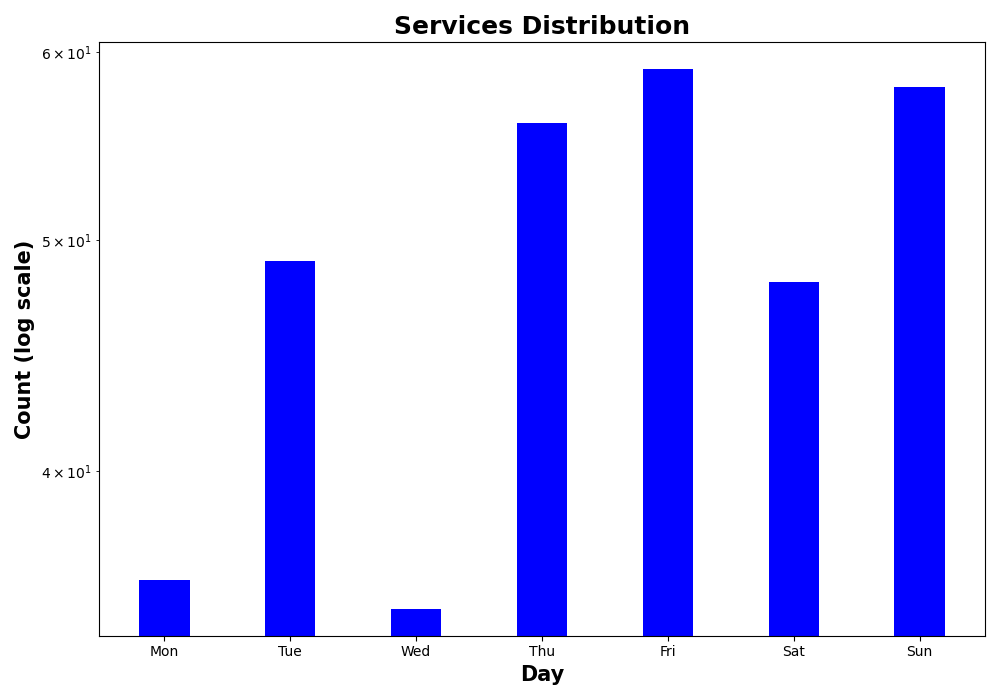 Services Distribution
6 × 10¹
5 × 10¹
4 × 10¹
Count (log scale)
Mon Tue Wed Thu Fri Sat Sun
Day